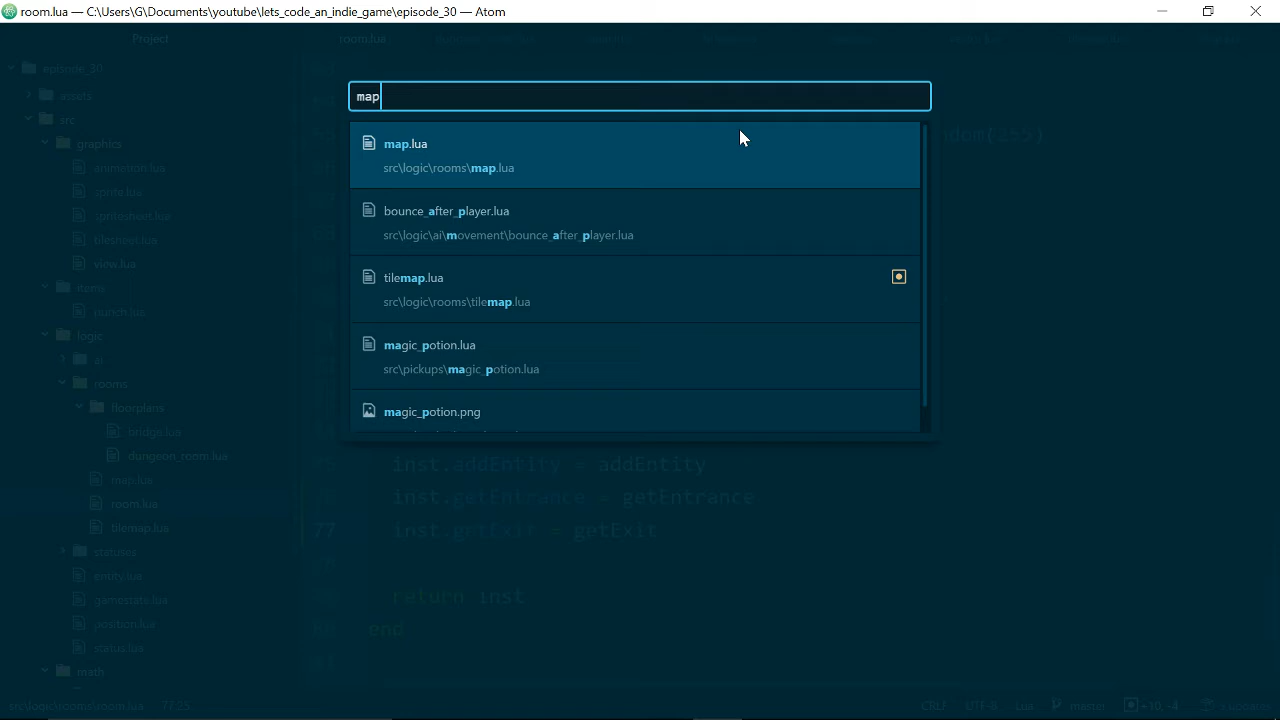 room.lua — C:\Users\G\Documents\youtube\lets_code_an_indie_game\episode_30 — Atom
Project
room.lua
map
episode_30
assets
src
graphics
animation.lua
sprite.lua
spritesheet.lua
tilesheet.lua
view.lua
items
punch.lua
logic
ai
rooms
floorplans
bridge.lua
dungeon_room.lua
map.lua
room.lua
tilemap.lua
statuses
entity.lua
gamestate.lua
position.lua
status.lua
math
map.lua
src\logic\rooms\map.lua
bounce_after_player.lua
src\logic\ai\movement\bounce_after_player.lua
tilemap.lua
src\logic\rooms\tilemap.lua
magic_potion.lua
src\pickups\magic_potion.lua
magic_potion.png
inst.addEntity = addEntity
inst.getEntrance = getEntrance
77 inst.getExit = getExit
return inst
end
src\logic\rooms\room.lua 77:25
CRLF UTF-8 Lua master +10, -4